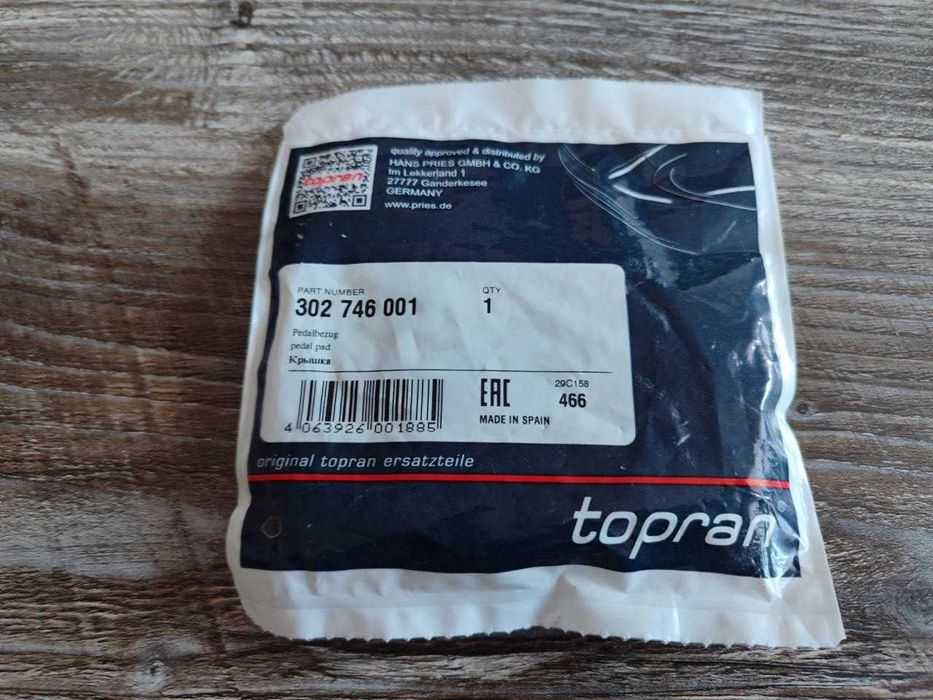 topran
quality approved & distributed by
HANS PRIES GMBH & CO. KG
Im Lekkerland 1
27777 Ganderkesee
GERMANY
www.pries.de
PART NUMBER
302 746 001
QTY
1
Pedalbezug
pedal pad
Крышка
4 063926 001885
EAC
MADE IN SPAIN
29C158
466
original topran ersatzteile
topran®